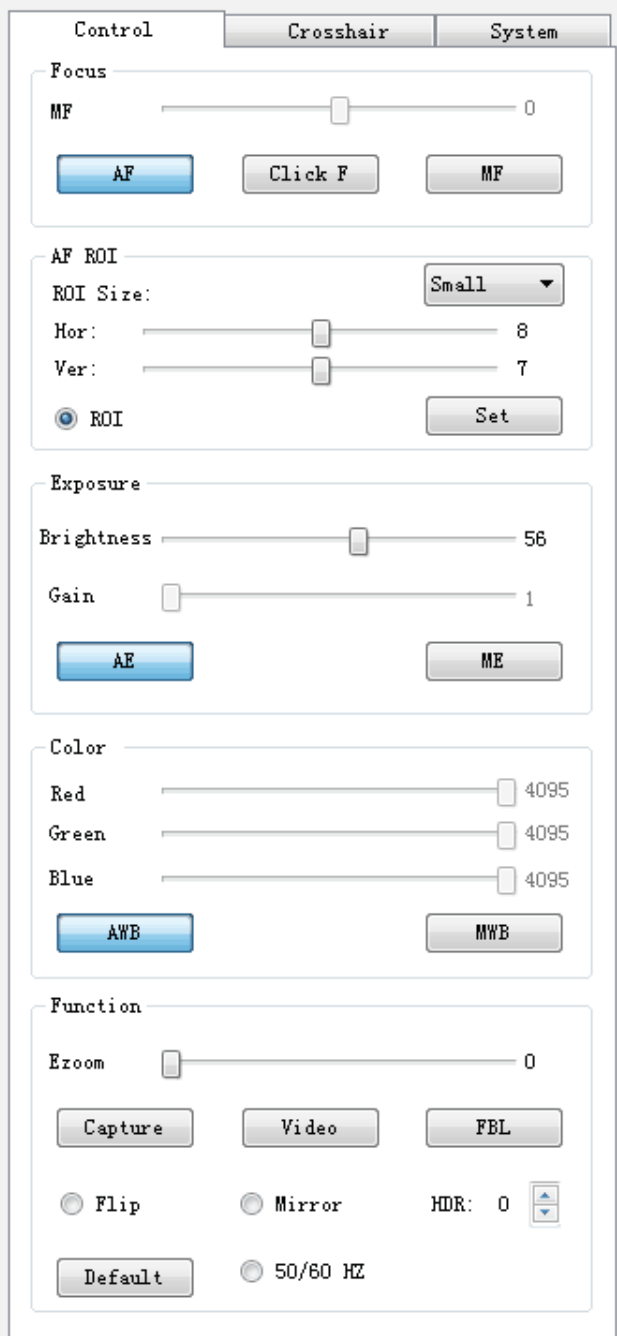 Control Crosshair System
Focus
MF 0
AF Click F MF
AF ROI
ROI Size: Small
Hor: 8
Ver: 7
ROI Set
Exposure
Brightness 56
Gain 1
AE ME
Color
Red 4095
Green 4095
Blue 4095
AWB MWB
Function
Ezoom 0
Capture Video FBL
Flip Mirror HDR: 0
Default 50/60 HZ